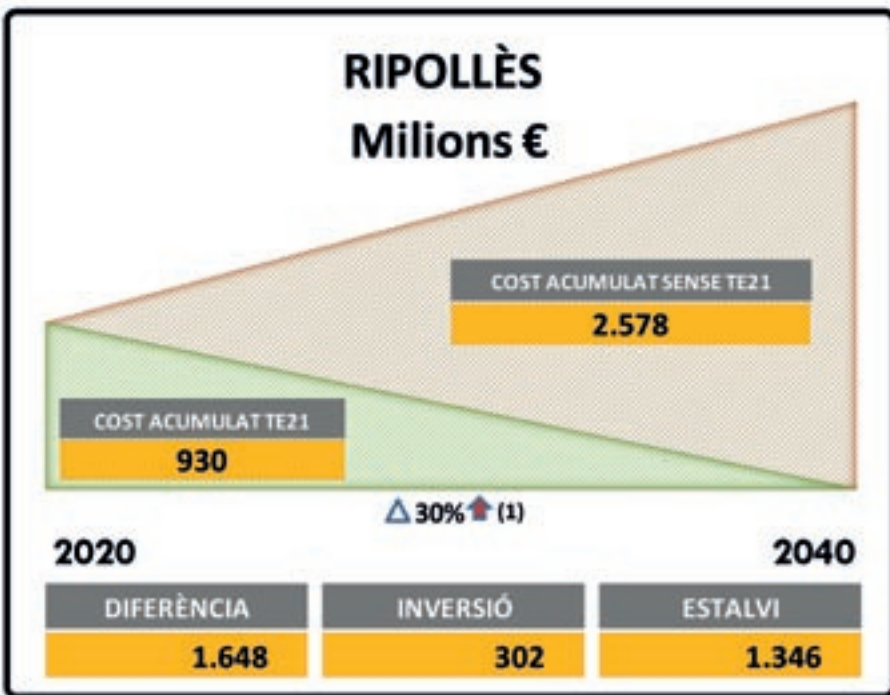 RIPOLLÈS
Milions €
COST ACUMULAT SENSE TE21
2.578
COST ACUMULAT TE21
930
△ 30% (1)
2020
2040
DIFERÈNCIA
INVERSIÓ
ESTALVI
1.648
302
1.346